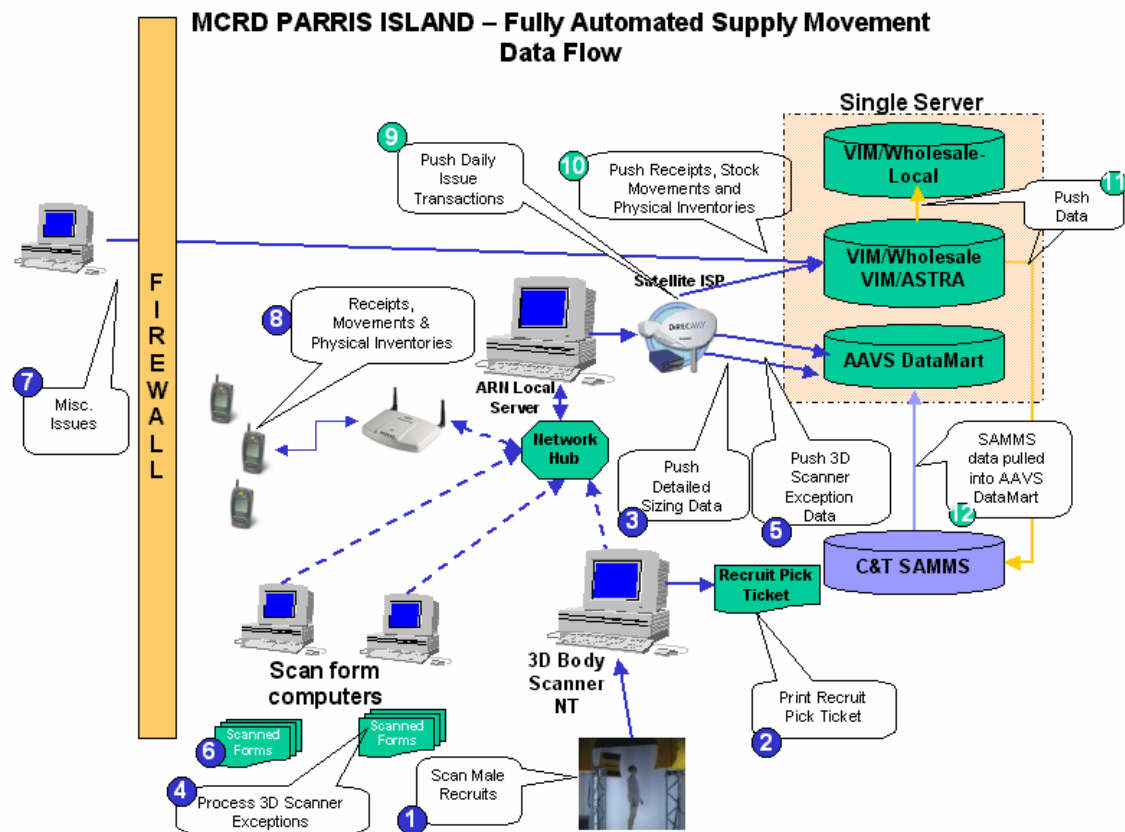 MCRD PARRIS ISLAND – Fully Automated Supply Movement
Data Flow
Single Server
9
Push Daily
Issue
Transactions
10
Push Receipts, Stock
Movements and
Physical Inventories
VIM/Wholesale-
Local
11
Push
Data
VIM/Wholesale
VIM/ASTRA
FIREWALL
8
Receipts,
Movements &
Physical Inventories
Satellite ISP
DIRECWAY
AAVS DataMart
7
Misc.
Issues
ARN Local
Server
Network
Hub
3
Push
Detailed
Sizing Data
5
Push 3D
Scanner
Exception
Data
SAMMS
data pulled
into AAVS
DataMart
12
C&T SAMMS
Recruit Pick
Ticket
Scan form
computers
3D Body
Scanner
NT
2
Print Recruit
Pick Ticket
6
Scanned
Forms
Scanned
Forms
4
Process 3D Scanner
Exceptions
1
Scan Male
Recruits